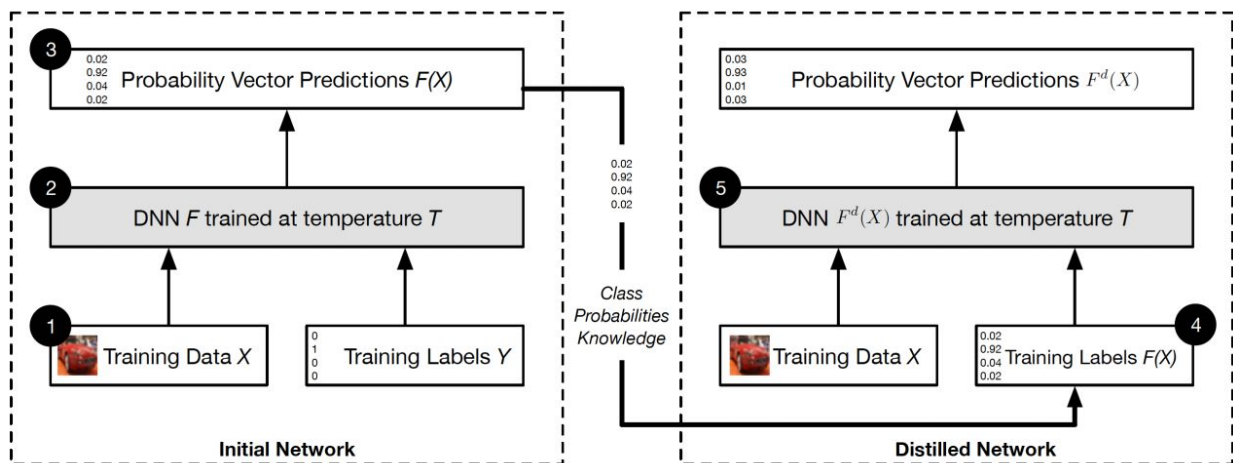 3
0.02
0.92
0.04
0.02
Probability Vector Predictions F(X)
2
DNN F trained at temperature T
1
Training Data X
0
1
0
0
Training Labels Y
Initial Network
0.02
0.92
0.04
0.02
Class
Probabilities
Knowledge
0.03
0.93
0.01
0.03
Probability Vector Predictions F^d(X)
5
DNN F^d(X) trained at temperature T
Training Data X
4
0.02
0.92
0.04
0.02
Training Labels F(X)
Distilled Network